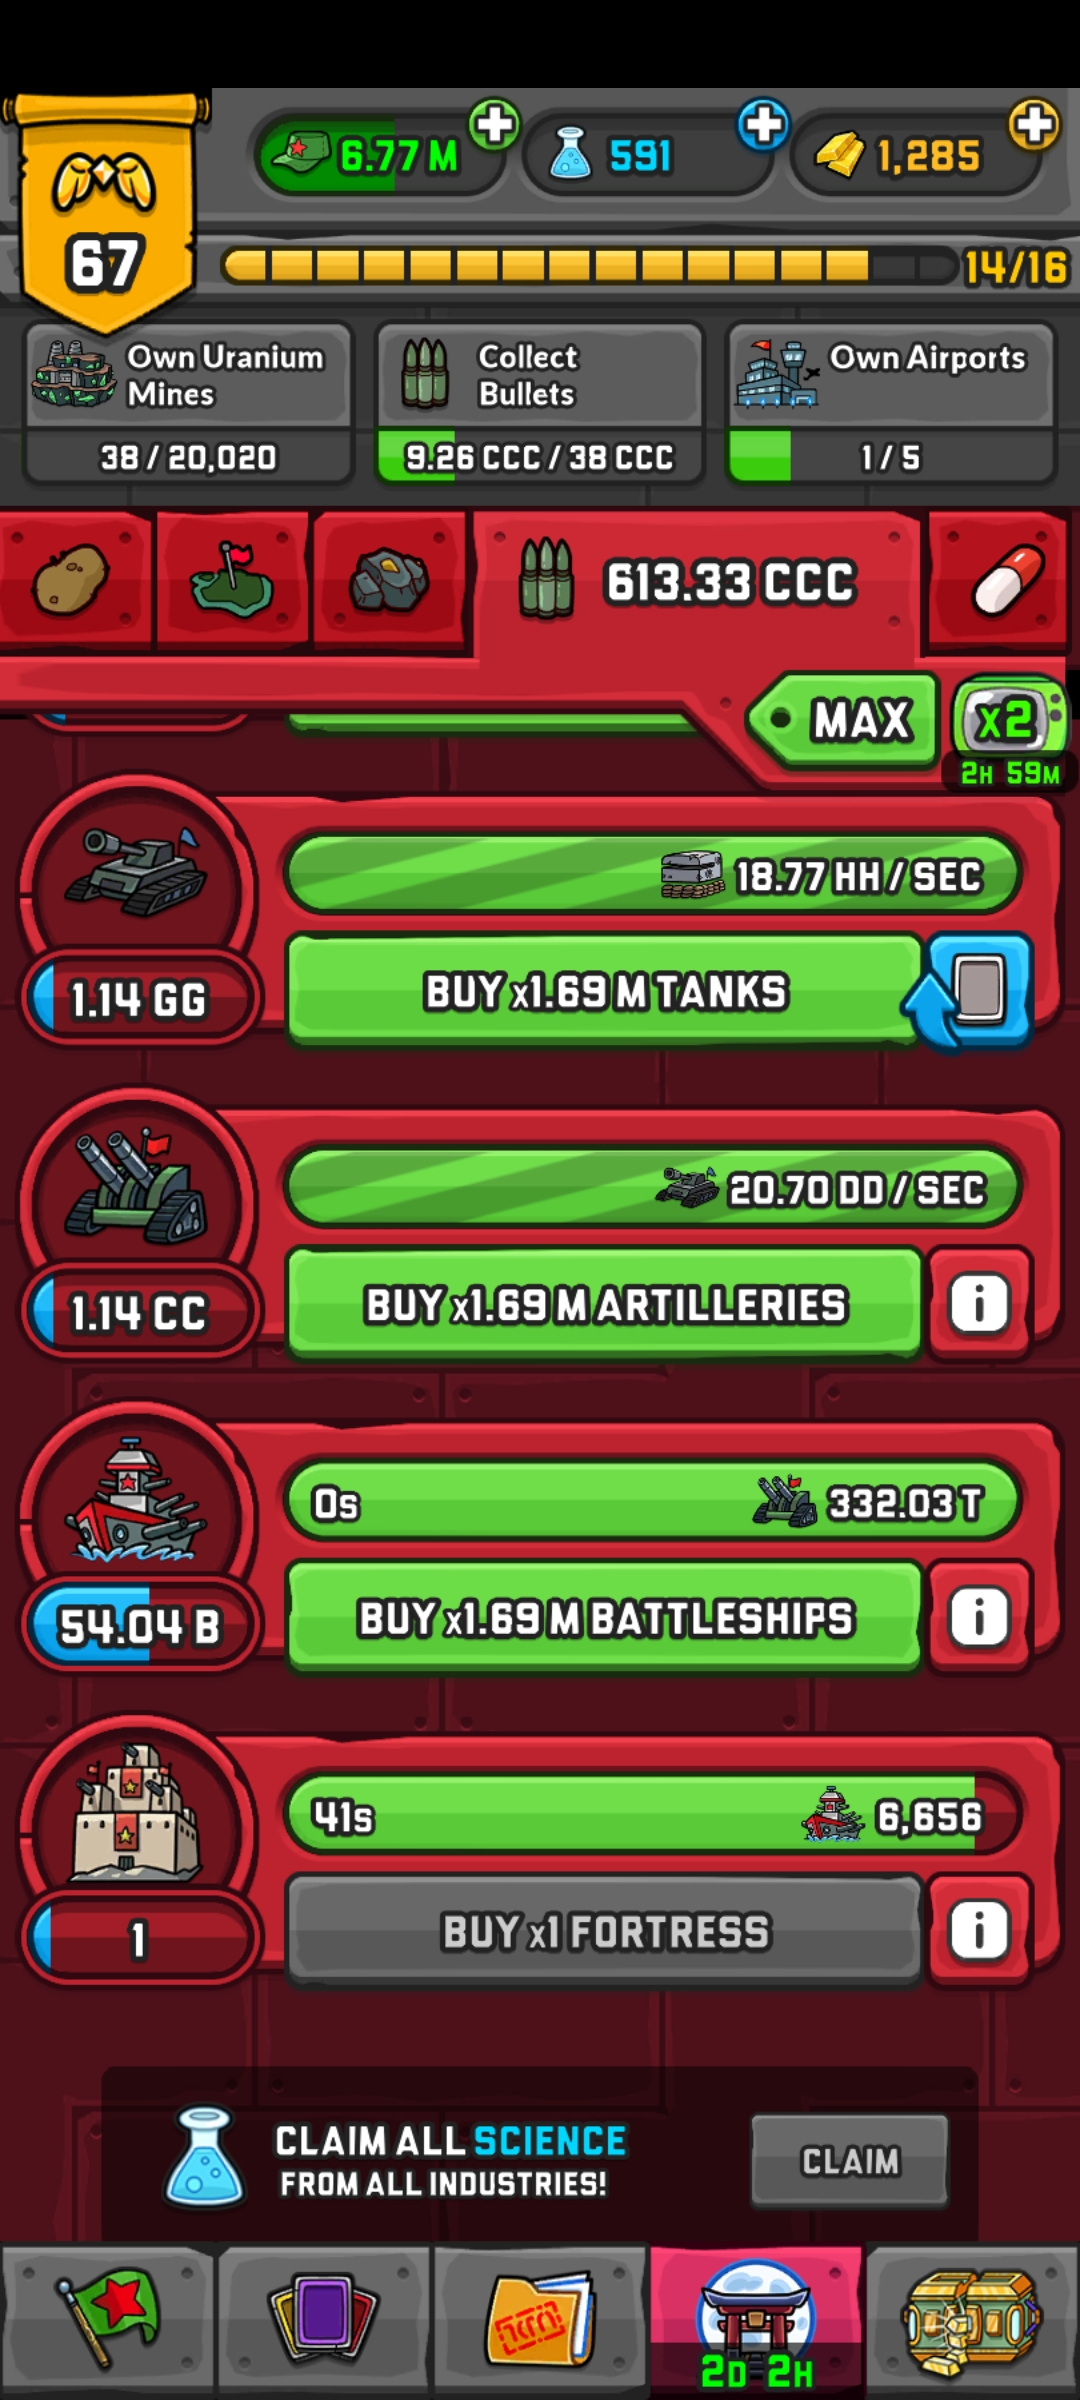 6.77 M
591
1,285
67
14/16
Own Uranium
Mines
38 / 20,020
Collect
Bullets
9.26 CCC / 38 CCC
Own Airports
1 / 5
613.33 CCC
MAX
x2
2H 59M
18.77 HH / SEC
1.14 GG
BUY x1.69 M TANKS
20.70 DD / SEC
1.14 CC
BUY x1.69 M ARTILLERIES
i
0s
332.03 T
54.04 B
BUY x1.69 M BATTLESHIPS
i
41s
6,656
1
BUY x1 FORTRESS
i
CLAIM ALL SCIENCE
FROM ALL INDUSTRIES!
CLAIM
2D 2H